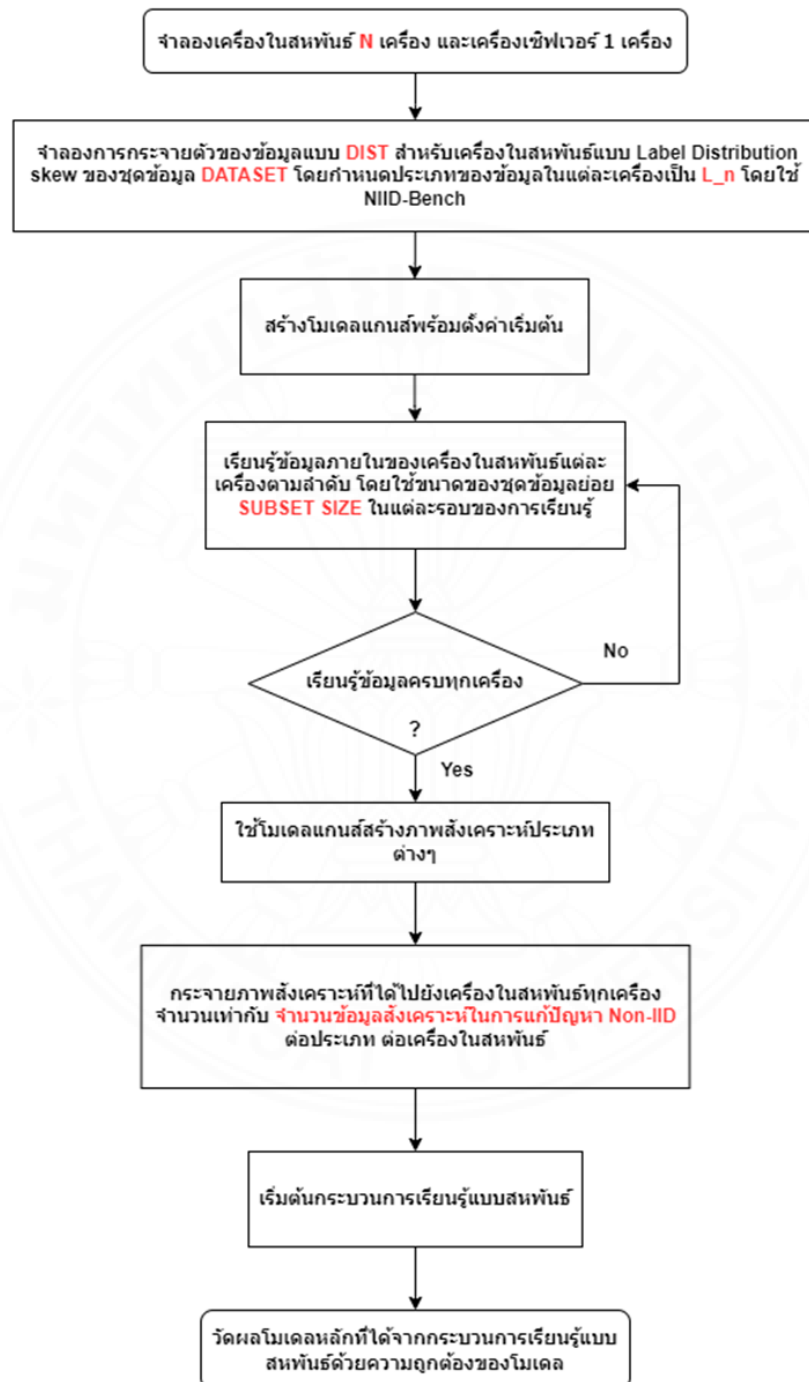 จำลองเครื่องในสหพันธ์ N เครื่อง และเครื่องเซิฟเวอร์ 1 เครื่อง
จำลองการกระจายตัวของข้อมูลแบบ DIST สำหรับเครื่องในสหพันธ์แบบ Label Distribution
skew ของชุดข้อมูล DATASET โดยกำหนดประเภทของข้อมูลในแต่ละเครื่องเป็น L_n โดยใช้
NIID-Bench
สร้างโมเดลแกนส์พร้อมตั้งค่าเริ่มต้น
เรียนรู้ข้อมูลภายในของเครื่องในสหพันธ์แต่ละ
เครื่องตามลำดับ โดยใช้ขนาดของชุดข้อมูลย่อย
SUBSET SIZE ในแต่ละรอบของการเรียนรู้
No
เรียนรู้ข้อมูลครบทุกเครื่อง
?
Yes
ใช้โมเดลแกนส์สร้างภาพสังเคราะห์ประเภท
ต่างๆ
กระจายภาพสังเคราะห์ที่ได้ไปยังเครื่องในสหพันธ์ทุกเครื่อง
จำนวนเท่ากับ จำนวนข้อมูลสังเคราะห์ในการแก้ปัญหา Non-IID
ต่อประเภท ต่อเครื่องในสหพันธ์
เริ่มต้นกระบวนการเรียนรู้แบบสหพันธ์
วัดผลโมเดลหลักที่ได้จากกระบวนการเรียนรู้แบบ
สหพันธ์ด้วยความถูกต้องของโมเดล
มหาวิทยาลัยธรรมศาสตร์
THAMMASAT UNIVERSITY